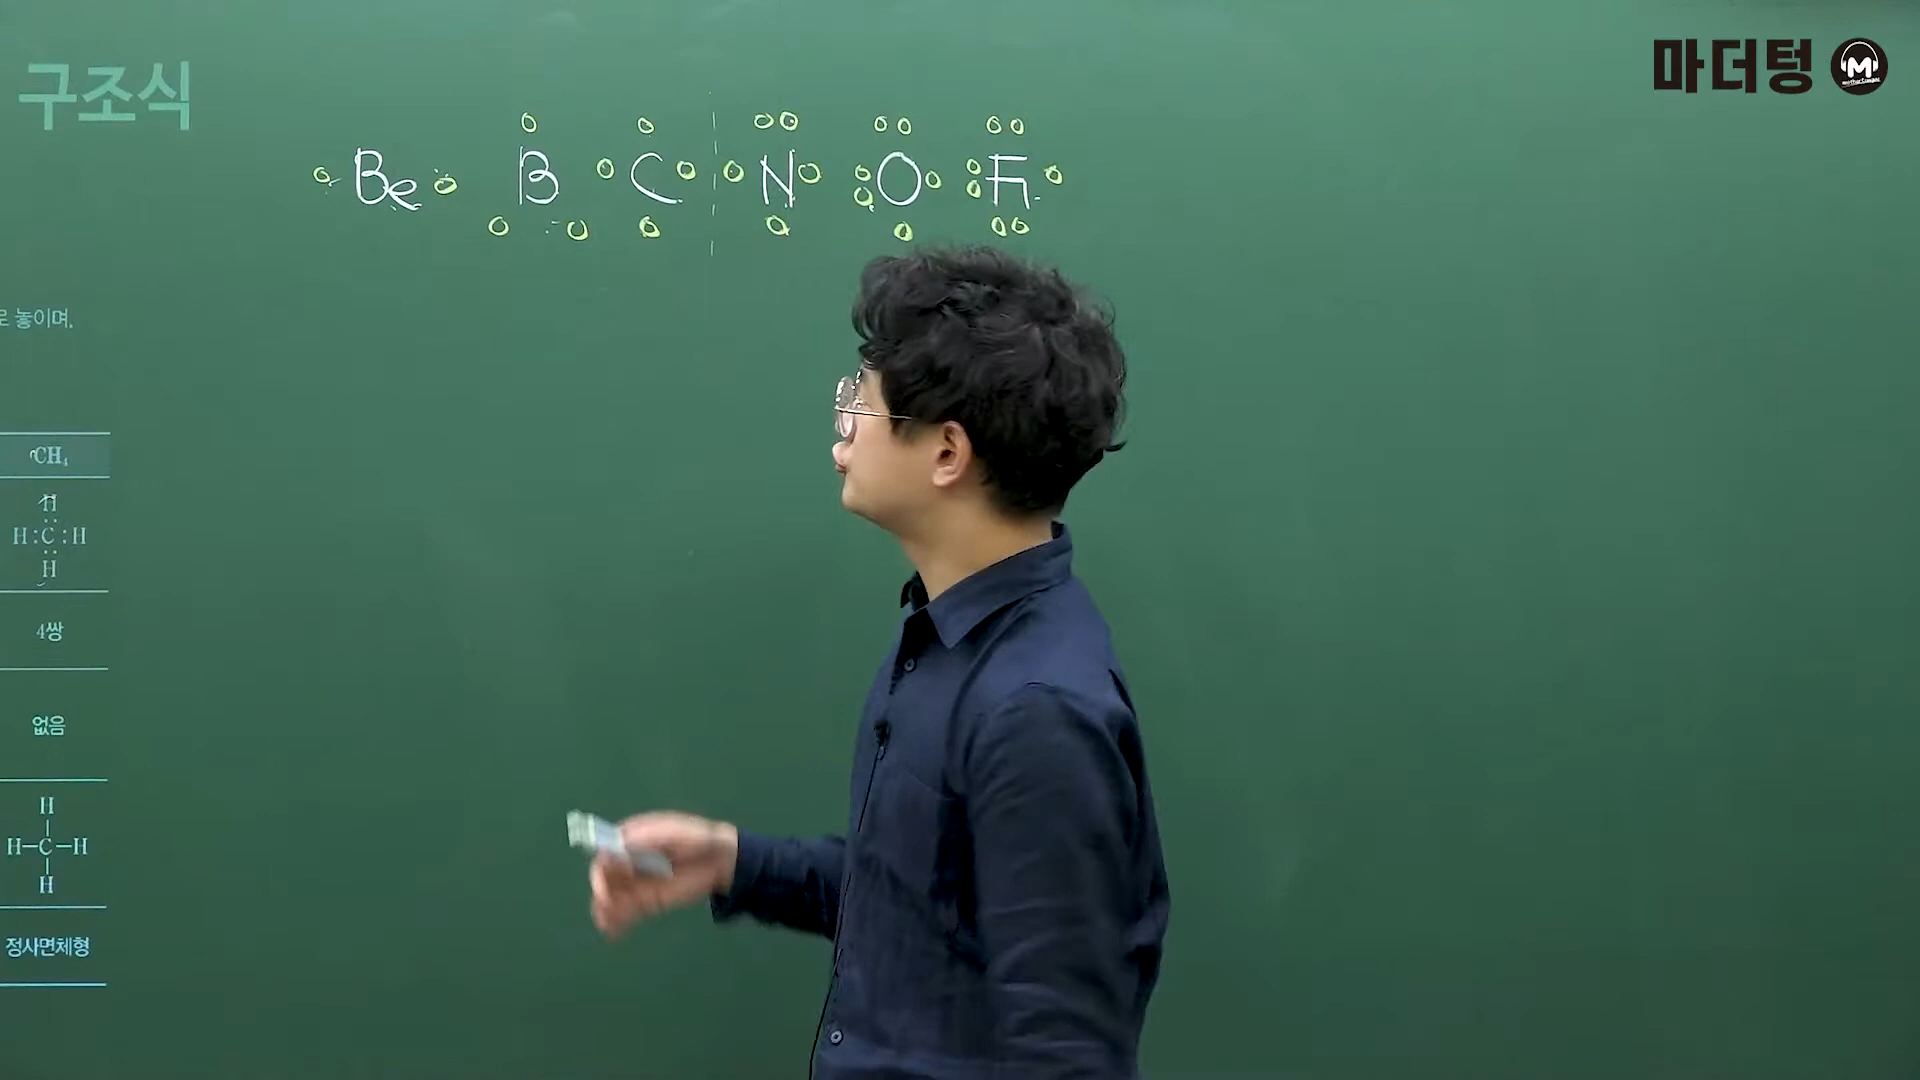 구조식
마더텅
Be B C N O F
로 놓이며.
CH₄
H
H:C:H
H
4쌍
없음
H
H-C-H
H
정사면체형